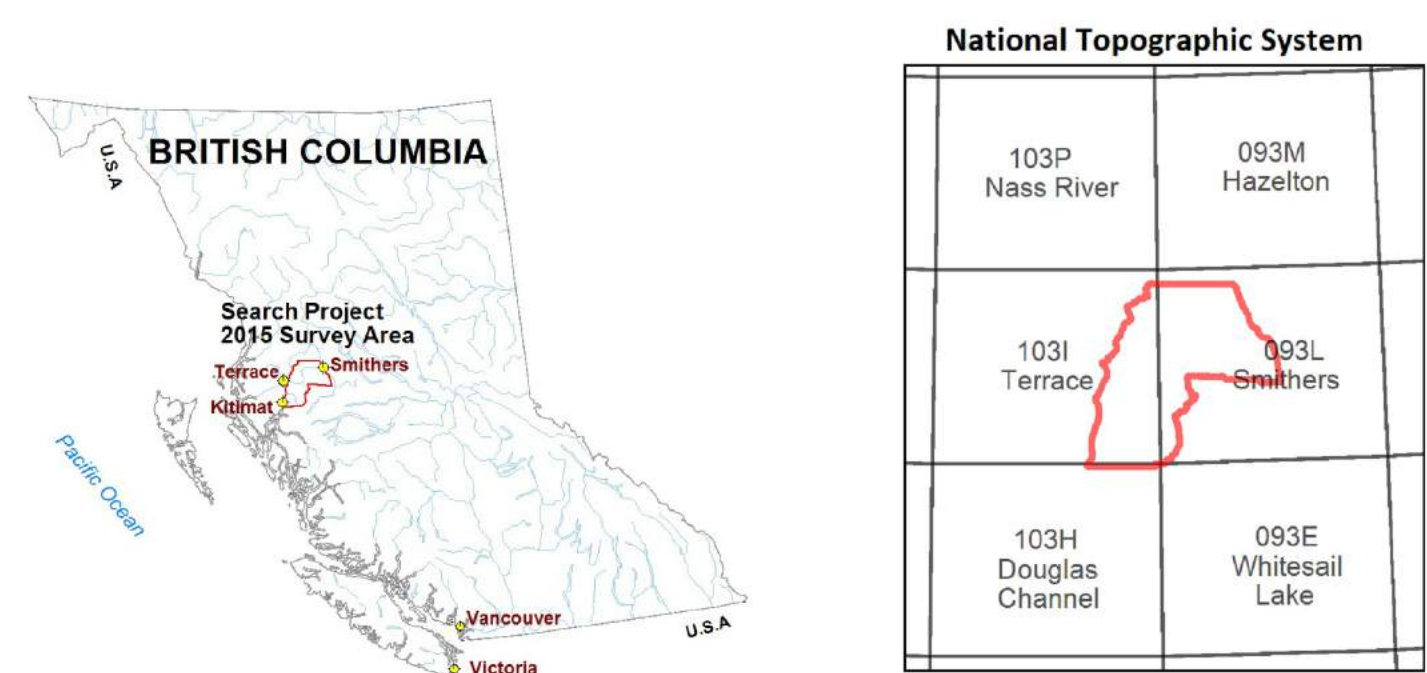 BRITISH COLUMBIA
U.S.A
Search Project
2015 Survey Area
Terrace
Smithers
Kitimat
Pacific Ocean
Vancouver
U.S.A
Victoria
National Topographic System
103P
Nass River
093M
Hazelton
103I
Terrace
093L
Smithers
103H
Douglas
Channel
093E
Whitesail
Lake